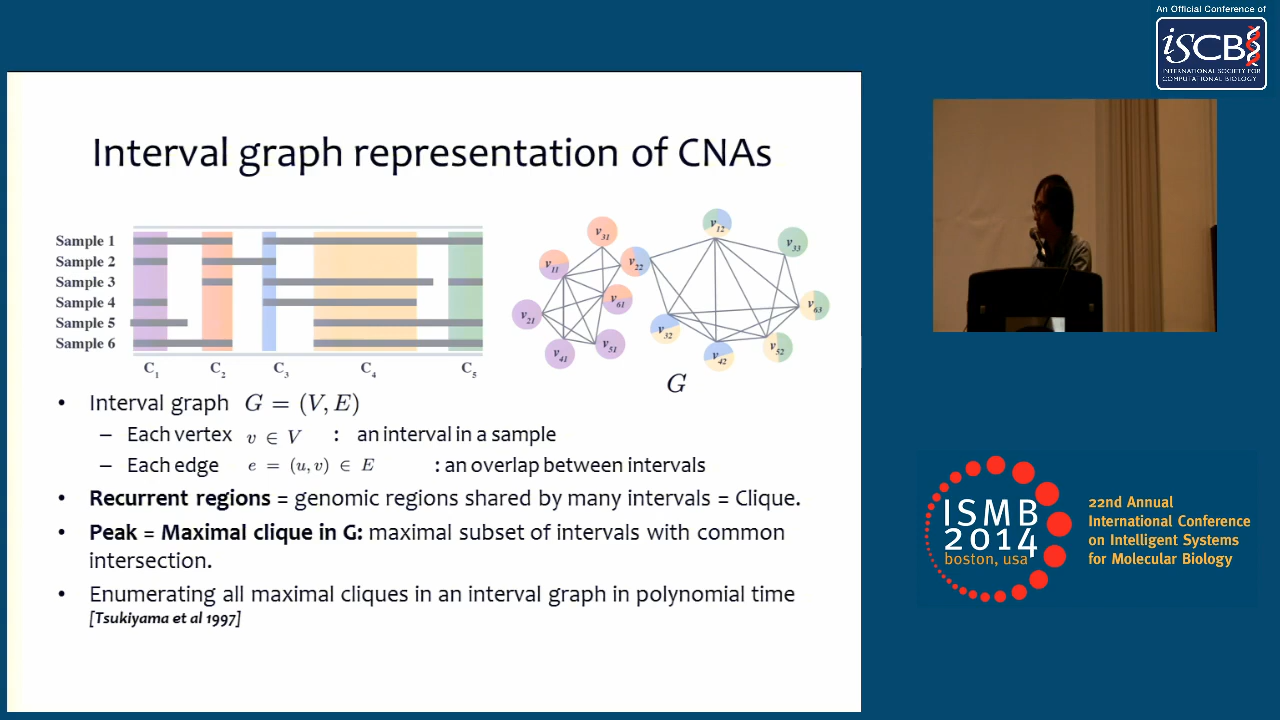 An Official Conference of
iSCB
INTERNATIONAL SOCIETY FOR
COMPUTATIONAL BIOLOGY
Interval graph representation of CNAs
Sample 1
Sample 2
Sample 3
Sample 4
Sample 5
Sample 6
C1 C2 C3 C4 C5
v31
v11
v22
v61
v21
v41
v51
v12
v33
v63
v32
v42
v52
G
• Interval graph G = (V, E)
– Each vertex v ∈ V : an interval in a sample
– Each edge e = (u, v) ∈ E : an overlap between intervals
• Recurrent regions = genomic regions shared by many intervals = Clique.
• Peak = Maximal clique in G: maximal subset of intervals with common
intersection.
• Enumerating all maximal cliques in an interval graph in polynomial time
[Tsukiyama et al 1997]
ISMB
2014
boston, usa
22nd Annual
International Conference
on Intelligent Systems
for Molecular Biology